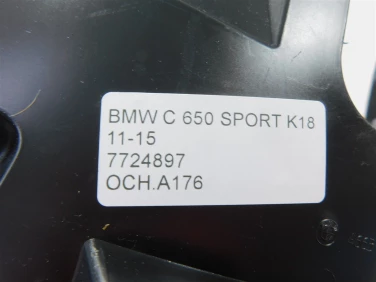 BMW C 650 SPORT K18
11-15
7724897
OCH.A176